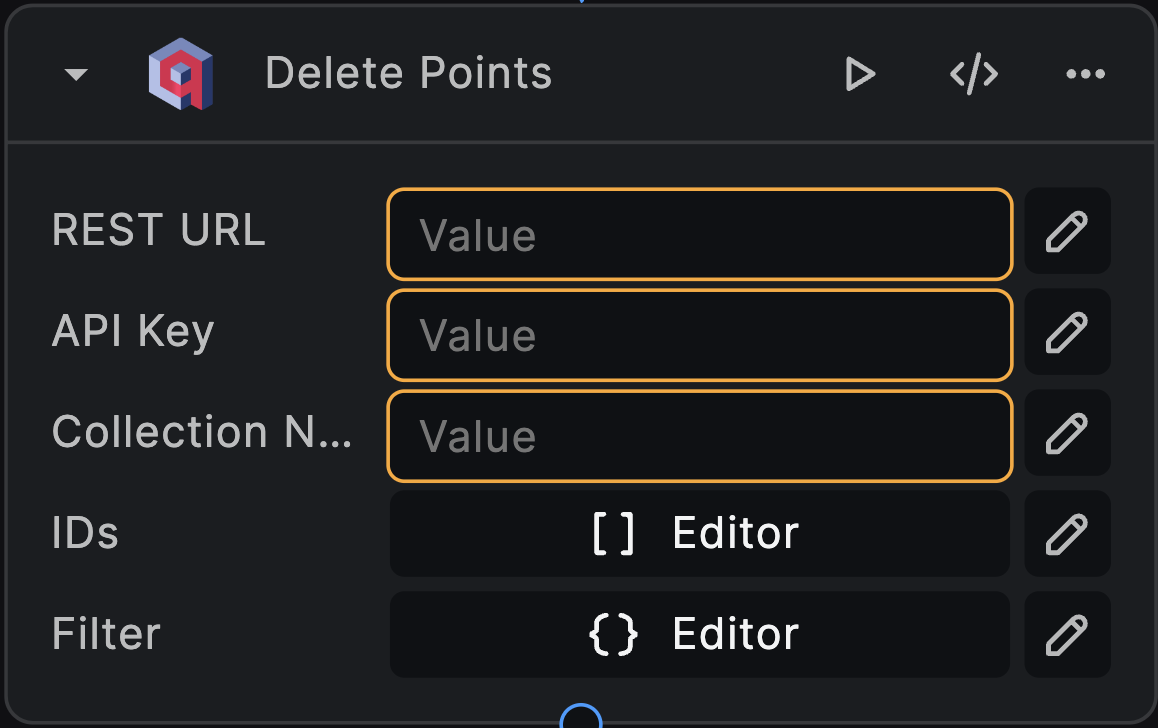 Delete Points
REST URL
Value
API Key
Value
Collection N...
Value
IDs
[ ] Editor
Filter
{} Editor